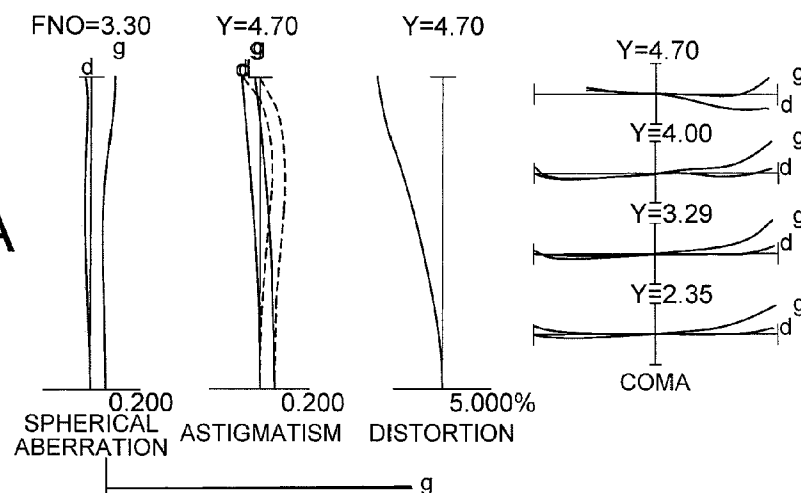 FNO=3.30
g
d
Y=4.70
g
d
Y=4.70
Y=4.70
g
d
Y=4.00
g
d
Y=3.29
g
d
Y=2.35
g
d
COMA
A
0.200
0.200
5.000%
SPHERICAL
ABERRATION
ASTIGMATISM
DISTORTION
g